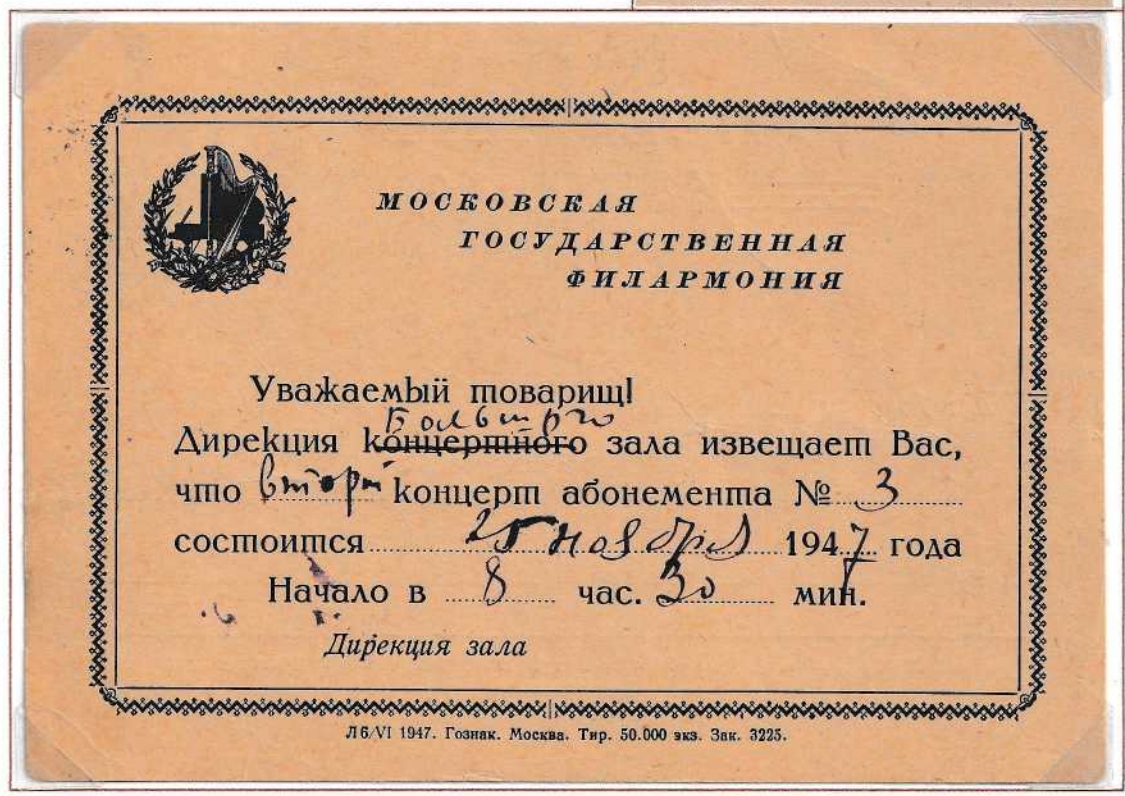 МОСКОВСКАЯ
ГОСУДАРСТВЕННАЯ
ФИЛАРМОНИЯ
Уважаемый товарищ!
Большого
Дирекция концертного зала извещает Вас,
что второй концерт абонемента № 3
состоится 25 ноября 1947 года
Начало в 8 час. 30 мин.
Дирекция зала
Л 6/VI 1947. Гознак. Москва. Тир. 50.000 экз. Зак. 3225.